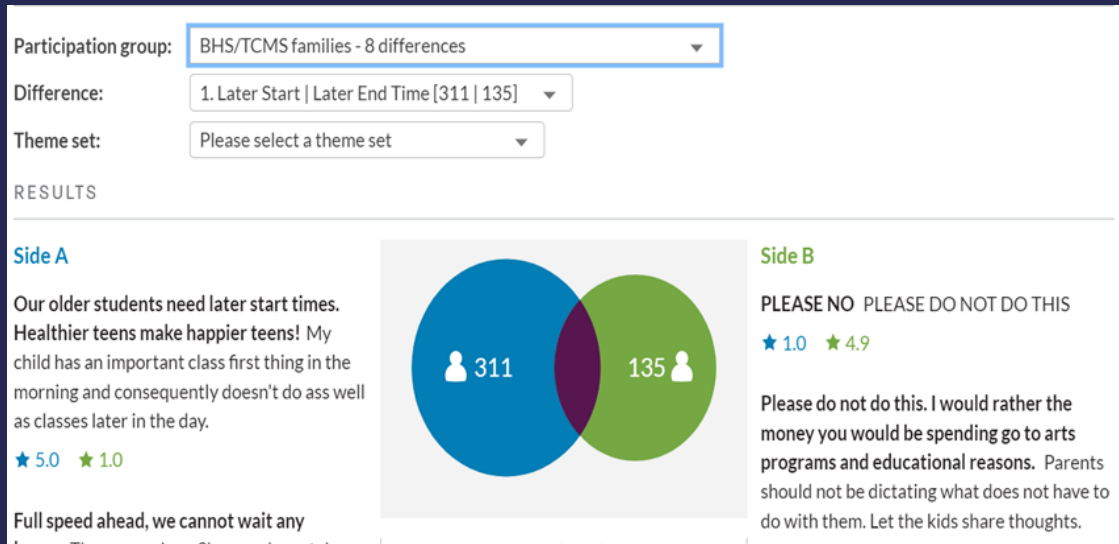 Participation group: BHS/TCMS families - 8 differences
Difference: 1. Later Start | Later End Time [311 | 135]
Theme set: Please select a theme set
RESULTS
Side A
Our older students need later start times.
Healthier teens make happier teens! My
child has an important class first thing in the
morning and consequently doesn't do ass well
as classes later in the day.
★ 5.0 ★ 1.0
Full speed ahead, we cannot wait any
311
135
Side B
PLEASE NO PLEASE DO NOT DO THIS
★ 1.0 ★ 4.9
Please do not do this. I would rather the
money you would be spending go to arts
programs and educational reasons. Parents
should not be dictating what does not have to
do with them. Let the kids share thoughts.